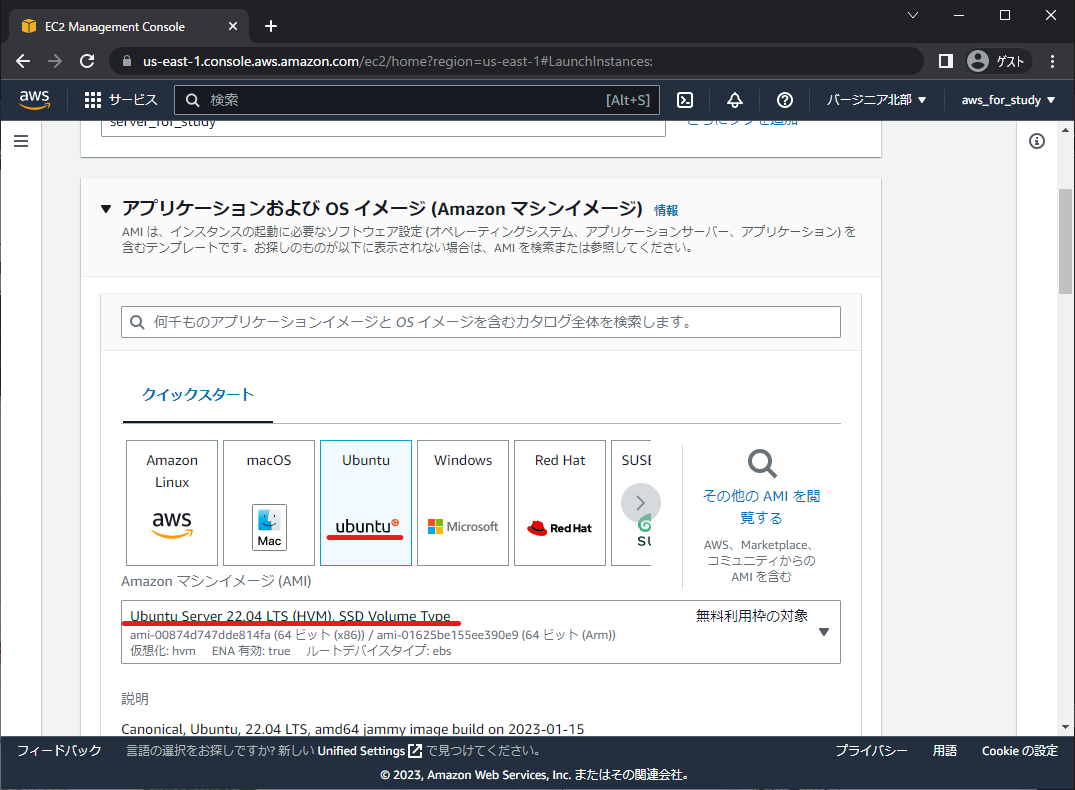 EC2 Management Console
us-east-1.console.aws.amazon.com/ec2/home?region=us-east-1#LaunchInstances:
ゲスト
aws
サービス
検索
[Alt+S]
バージニア北部 ▼
aws_for_study ▼
server_for_study
さらにタグを追加
▼ アプリケーションおよび OS イメージ (Amazon マシンイメージ) 情報
AMI は、インスタンスの起動に必要なソフトウェア設定 (オペレーティングシステム、アプリケーションサーバー、アプリケーション) を
含むテンプレートです。お探しのものが以下に表示されない場合は、AMI を検索または参照してください。
何千ものアプリケーションイメージと OS イメージを含むカタログ全体を検索します。
クイックスタート
Amazon
Linux
aws
macOS
Mac
Ubuntu
ubuntu
Windows
Microsoft
Red Hat
Red Hat
SUSE
SU
その他の AMI を閲
覧する
AWS、Marketplace、
コミュニティからの
AMI を含む
Amazon マシンイメージ (AMI)
Ubuntu Server 22.04 LTS (HVM), SSD Volume Type
無料利用枠の対象
ami-00874d747dde814fa (64 ビット (x86)) / ami-01625be155ee390e9 (64 ビット (Arm))
仮想化: hvm ENA 有効: true ルートデバイスタイプ: ebs
説明
Canonical, Ubuntu, 22.04 LTS, amd64 jammy image build on 2023-01-15
フィードバック
言語の選択をお探しですか? 新しい Unified Settings で見つけてください。
プライバシー
用語
Cookie の設定
© 2023, Amazon Web Services, Inc. またはその関連会社。